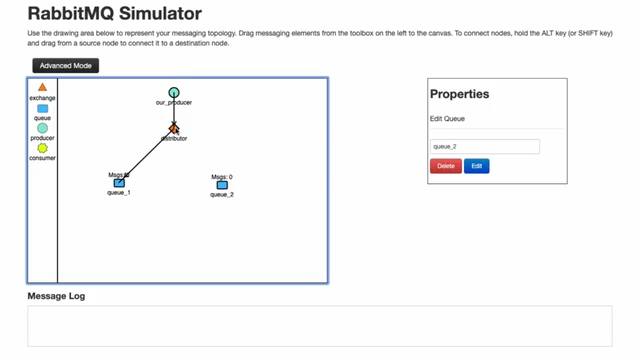 RabbitMQ Simulator
Use the drawing area below to represent your messaging topology. Drag messaging elements from the toolbox on the left to the canvas. To connect nodes, hold the ALT key (or SHIFT key)
and drag from a source node to connect it to a destination node.
Advanced Mode
exchange
queue
producer
consumer
our_producer
distributor
Msgs:
queue_1
Msgs: 0
queue_2
Properties
Edit Queue
queue_2
Delete
Edit
Message Log